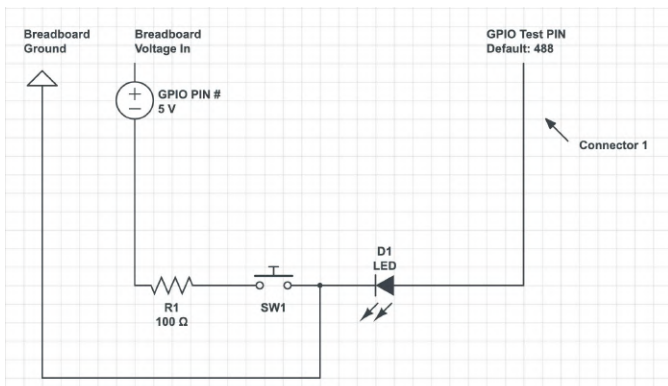 Breadboard
Ground
Breadboard
Voltage In
GPIO Test PIN
Default: 488
GPIO PIN #
5 V
Connector 1
D1
LED
R1
100 Ω
SW1